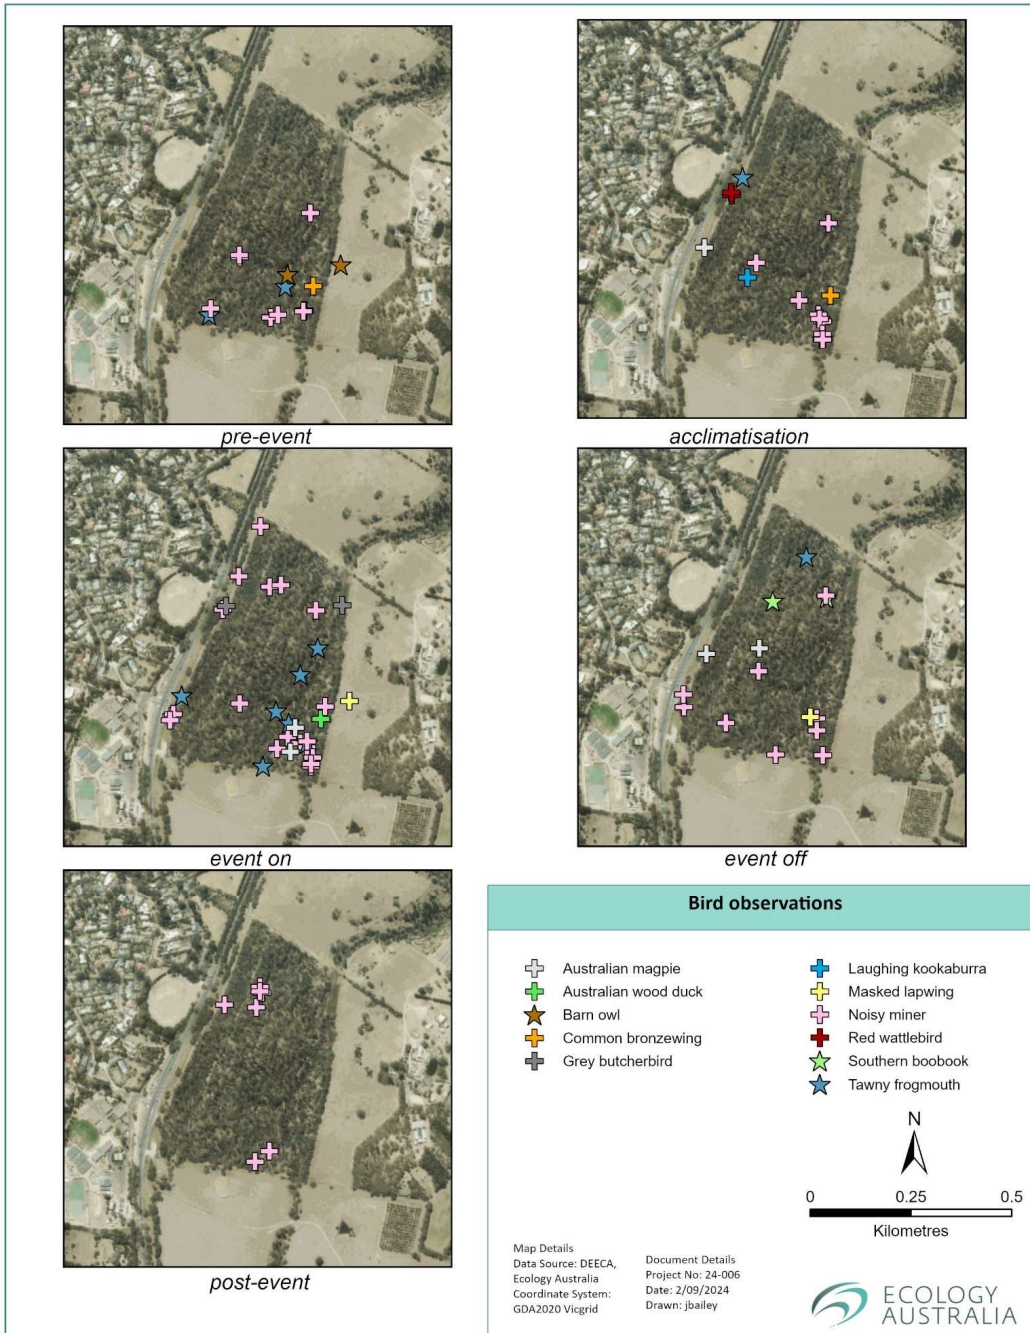 pre-event
acclimatisation
event on
event off
post-event
Bird observations
Australian magpie
Australian wood duck
Barn owl
Common bronzewing
Grey butcherbird
Laughing kookaburra
Masked lapwing
Noisy miner
Red wattlebird
Southern boobook
Tawny frogmouth
N
0 0.25 0.5
Kilometres
Map Details
Data Source: DEECA,
Ecology Australia
Coordinate System:
GDA2020 Vicgrid
Document Details
Project No: 24-006
Date: 2/09/2024
Drawn: jbailey
ECOLOGY
AUSTRALIA